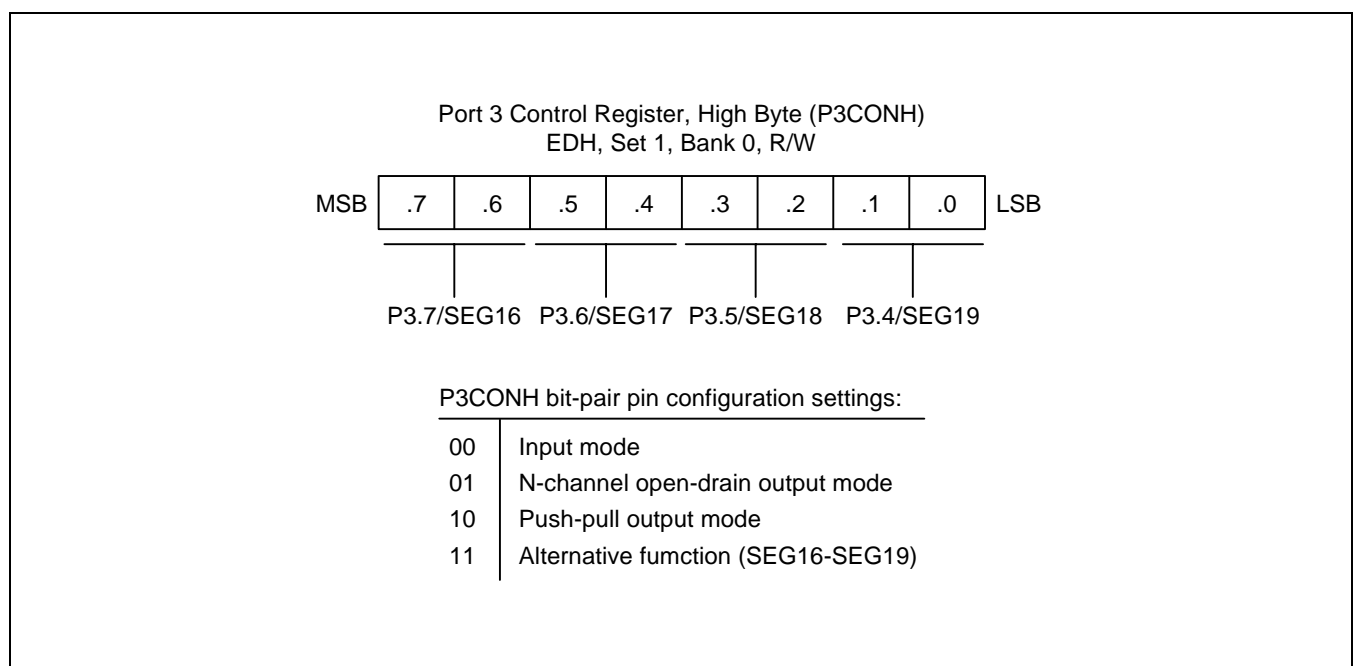 Port 3 Control Register, High Byte (P3CONH)
EDH, Set 1, Bank 0, R/W
MSB .7 .6 .5 .4 .3 .2 .1 .0 LSB
P3.7/SEG16 P3.6/SEG17 P3.5/SEG18 P3.4/SEG19
P3CONH bit-pair pin configuration settings:
00 Input mode
01 N-channel open-drain output mode
10 Push-pull output mode
11 Alternative fumction (SEG16-SEG19)